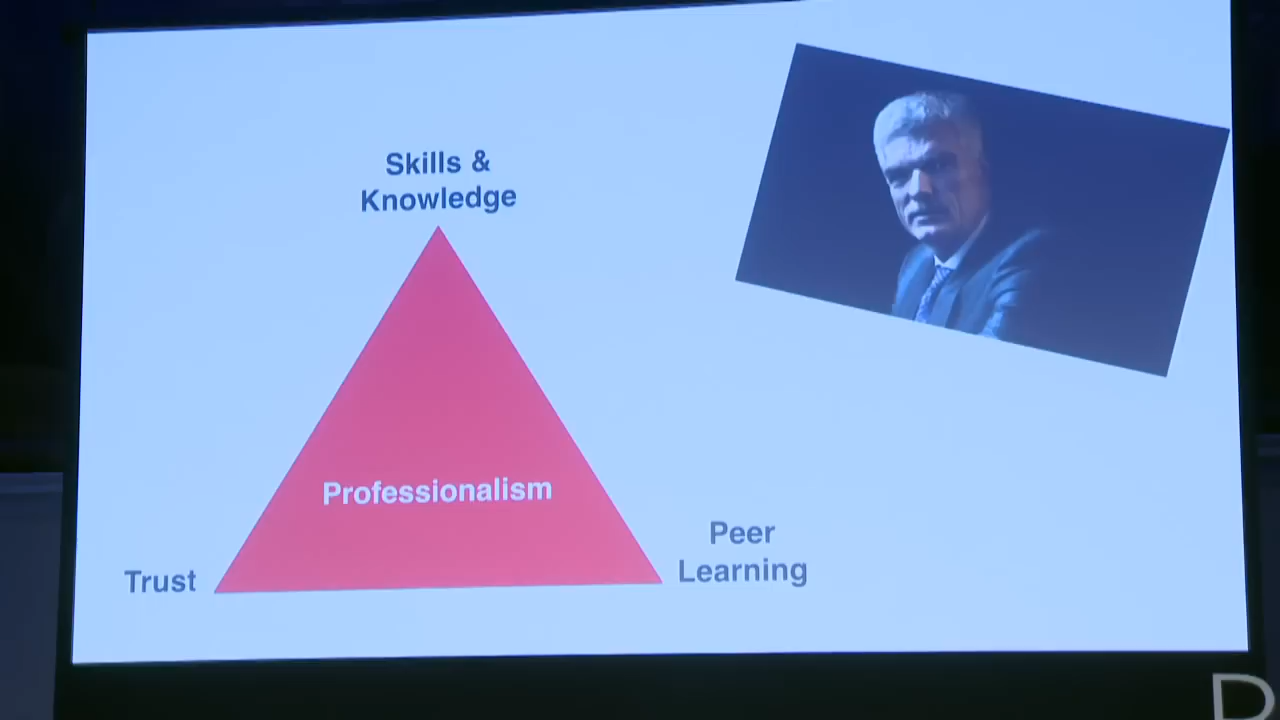 Skills &
Knowledge
Professionalism
Trust
Peer
Learning
D